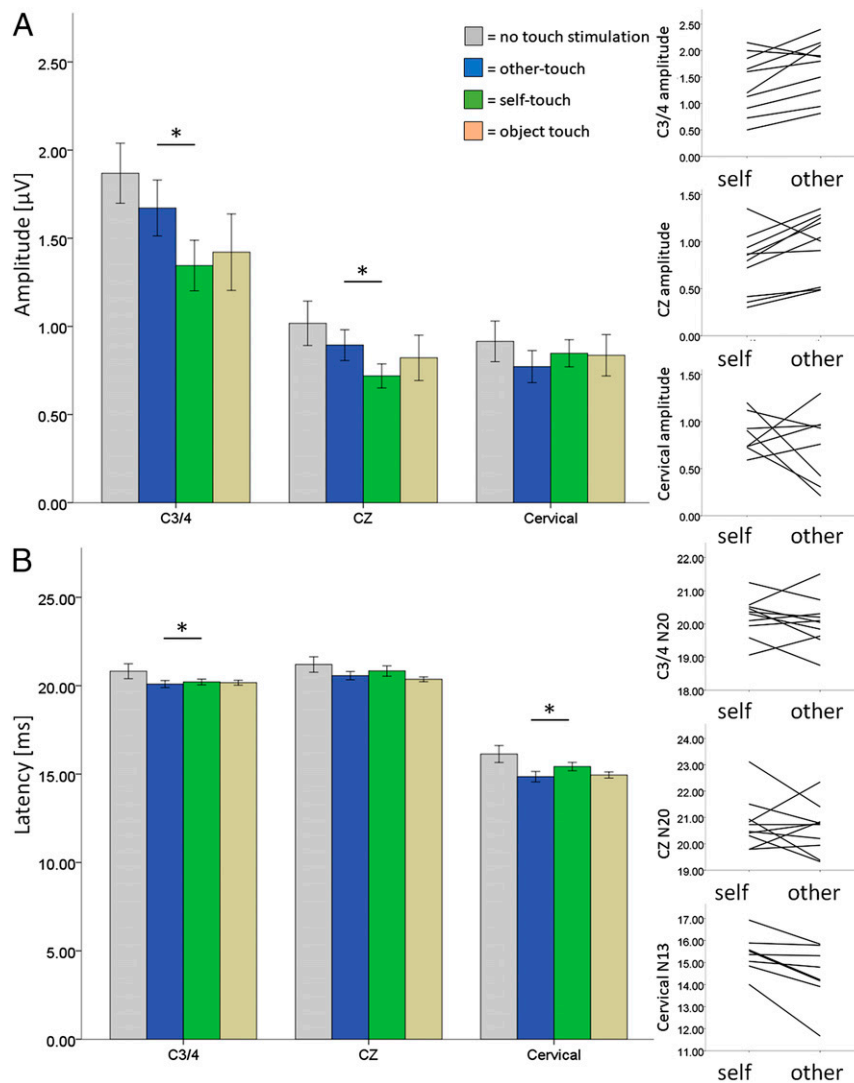 A
Amplitude [µV]
2.50
2.00
1.50
1.00
0.50
0.00
C3/4
CZ
Cervical
= no touch stimulation
= other-touch
= self-touch
= object touch
*
*
C3/4 amplitude
2.50
2.00
1.50
1.00
0.50
0.00
self other
CZ amplitude
1.50
1.00
0.50
0.00
self other
Cervical amplitude
1.50
1.00
0.50
0.00
self other
B
Latency [ms]
25.00
20.00
15.00
10.00
5.00
0.00
C3/4
CZ
Cervical
*
*
C3/4 N20
22.00
21.00
20.00
19.00
18.00
self other
CZ N20
24.00
23.00
22.00
21.00
20.00
19.00
self other
Cervical N13
17.00
16.00
15.00
14.00
13.00
12.00
11.00
self other